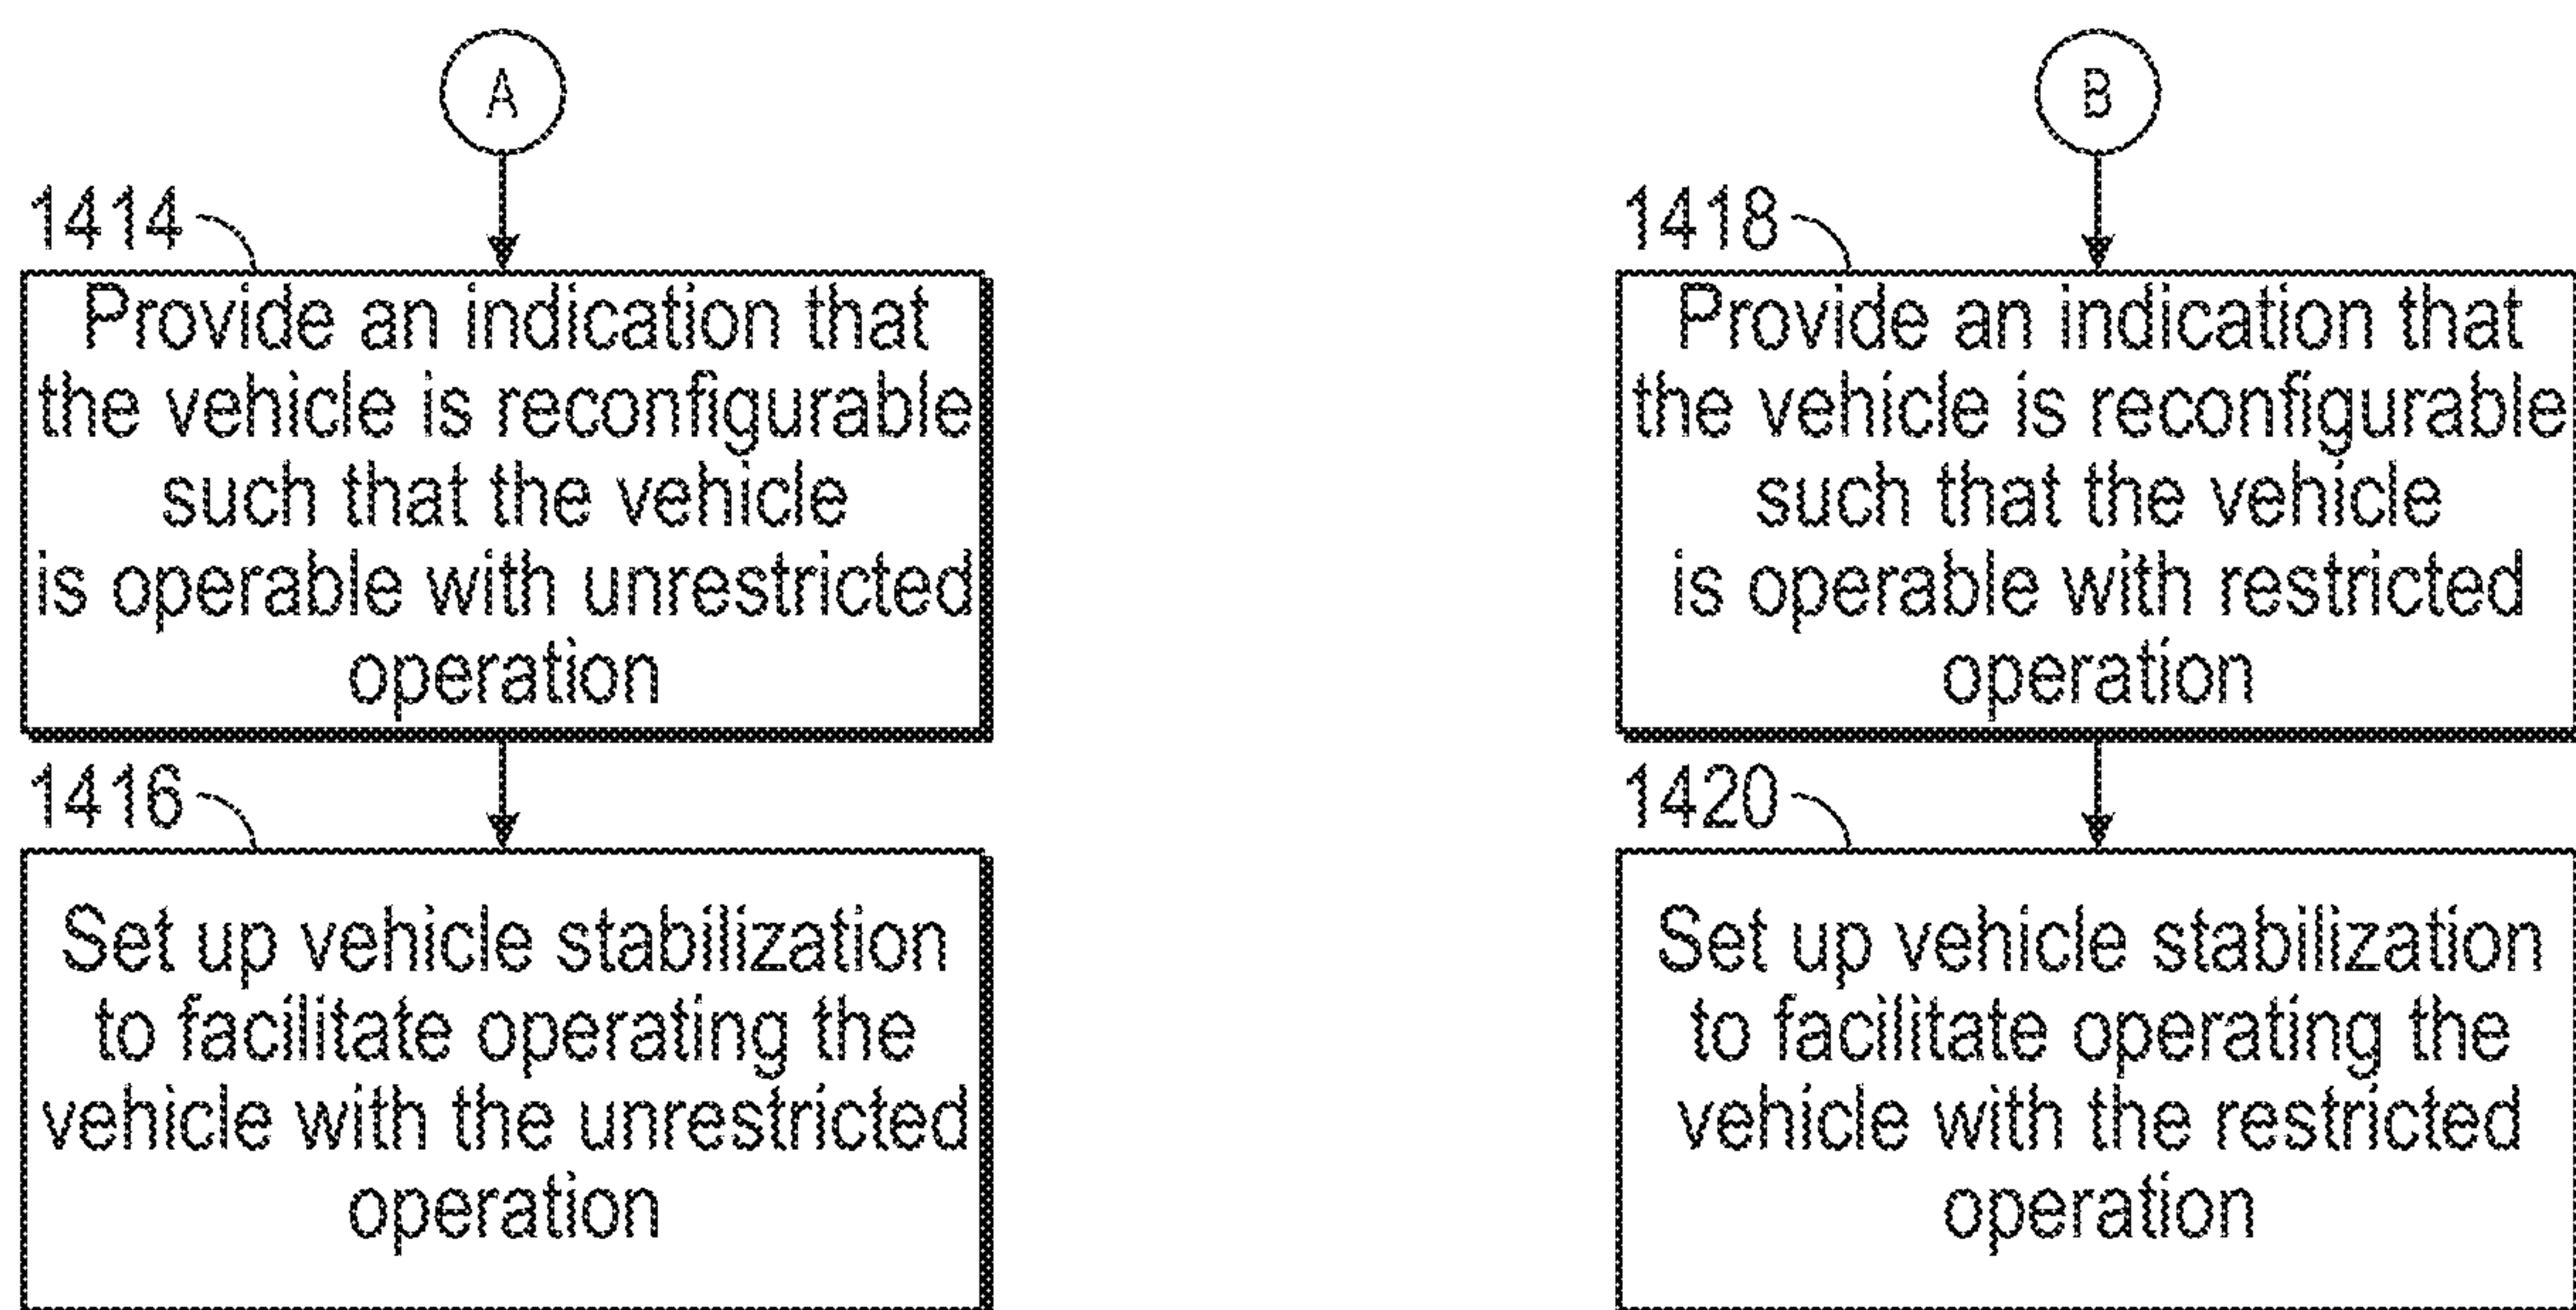 A
1414
Provide an indication that
the vehicle is reconfigurable
such that the vehicle
is operable with unrestricted
operation
1416
Set up vehicle stabilization
to facilitate operating the
vehicle with the unrestricted
operation
B
1418
Provide an indication that
the vehicle is reconfigurable
such that the vehicle
is operable with restricted
operation
1420
Set up vehicle stabilization
to facilitate operating the
vehicle with the restricted
operation